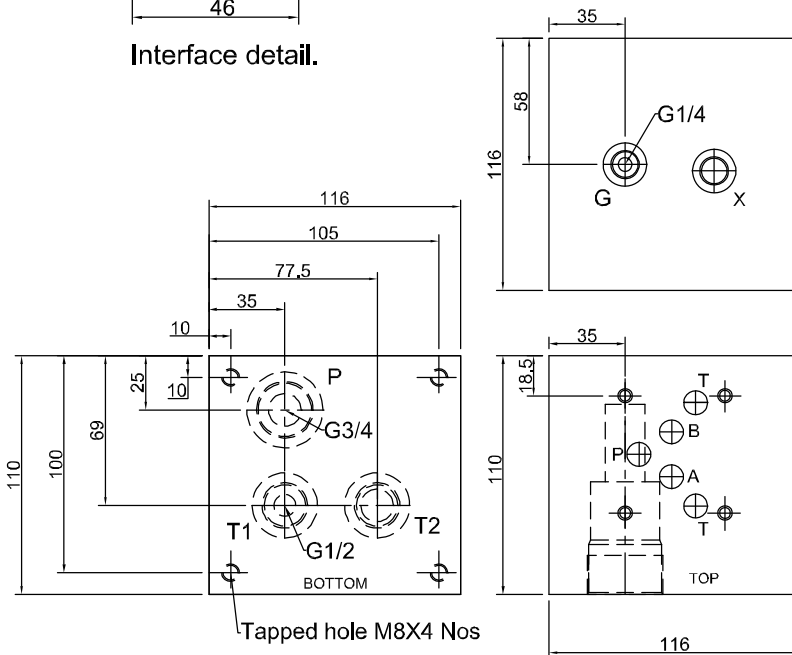 46
Interface detail.
35
58
116
G1/4
G
X
116
105
77.5
35
10
10
25
69
100
110
P
G3/4
T1
T2
G1/2
BOTTOM
Tapped hole M8X4 Nos
35
18.5
110
T
B
P
A
T
TOP
116